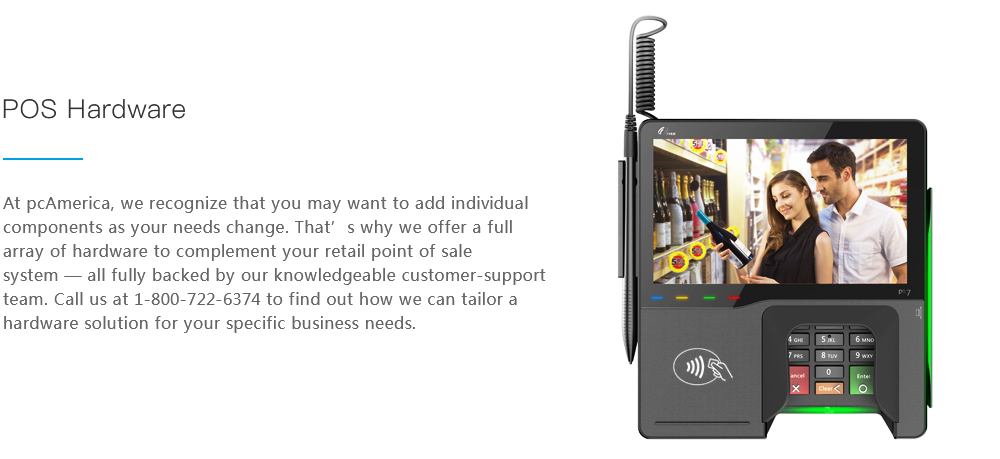 POS Hardware
At pcAmerica, we recognize that you may want to add individual
components as your needs change. That’s why we offer a full
array of hardware to complement your retail point of sale
system — all fully backed by our knowledgeable customer-support
team. Call us at 1-800-722-6374 to find out how we can tailor a
hardware solution for your specific business needs.
4 GHI 5 JKL 6 MNO
7 PRS 8 TUV 9 WXY
ancel 0 Enter
Clear